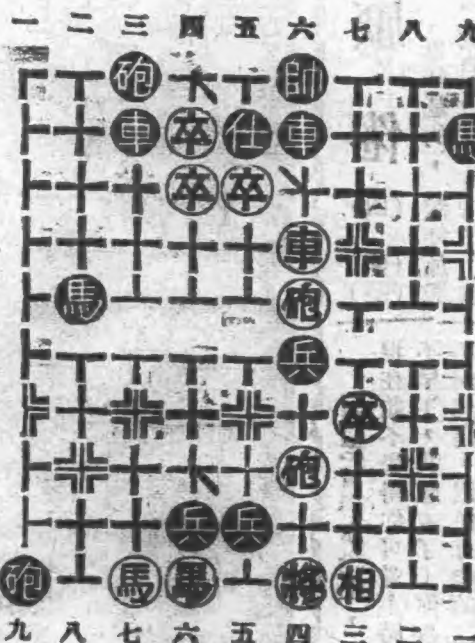 一 二 三 四 五 六 七 八 九
砲 帥
車 卒 仕 車 馬
卒 卒
車
馬 砲
兵
卒
砲
兵 兵
砲 馬 馬 將 相
九 八 七 六 五 四 三 二 一